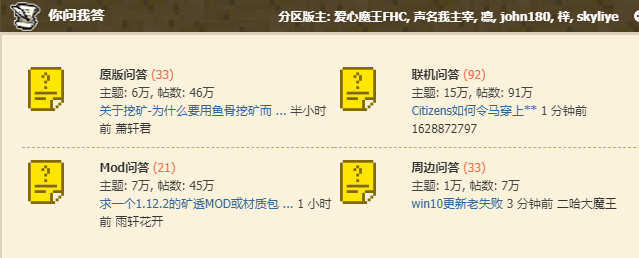 你问我答
分区版主: 爱心魔王FHC, 声名我主宰, 凛, john180, 梓, skyliye
原版问答 (33)
主题: 6万, 帖数: 46万
关于挖矿-为什么要用鱼骨挖矿而 ... 半小时
前 萧轩君
联机问答 (92)
主题: 15万, 帖数: 91万
Citizens如何令马穿上** 1 分钟前
1628872797
Mod问答 (21)
主题: 7万, 帖数: 45万
求一个1.12.2的矿透MOD或材质包 ... 1 小时
前 雨轩花开
周边问答 (33)
主题: 1万, 帖数: 7万
win10更新老失败 3 分钟前 二哈大魔王